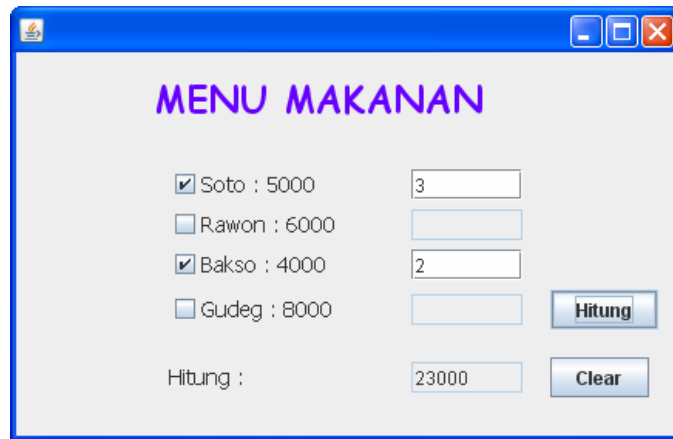 MENU MAKANAN
Soto : 5000 3
Rawon : 6000
Bakso : 4000 2
Gudeg : 8000 Hitung
Hitung : 23000 Clear